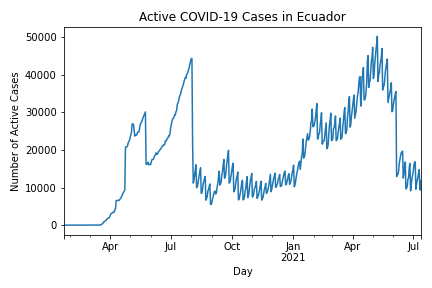 Active COVID-19 Cases in Ecuador
Number of Active Cases
50000
40000
30000
20000
10000
0
Apr
Jul
Oct
Jan
2021
Apr
Jul
Day